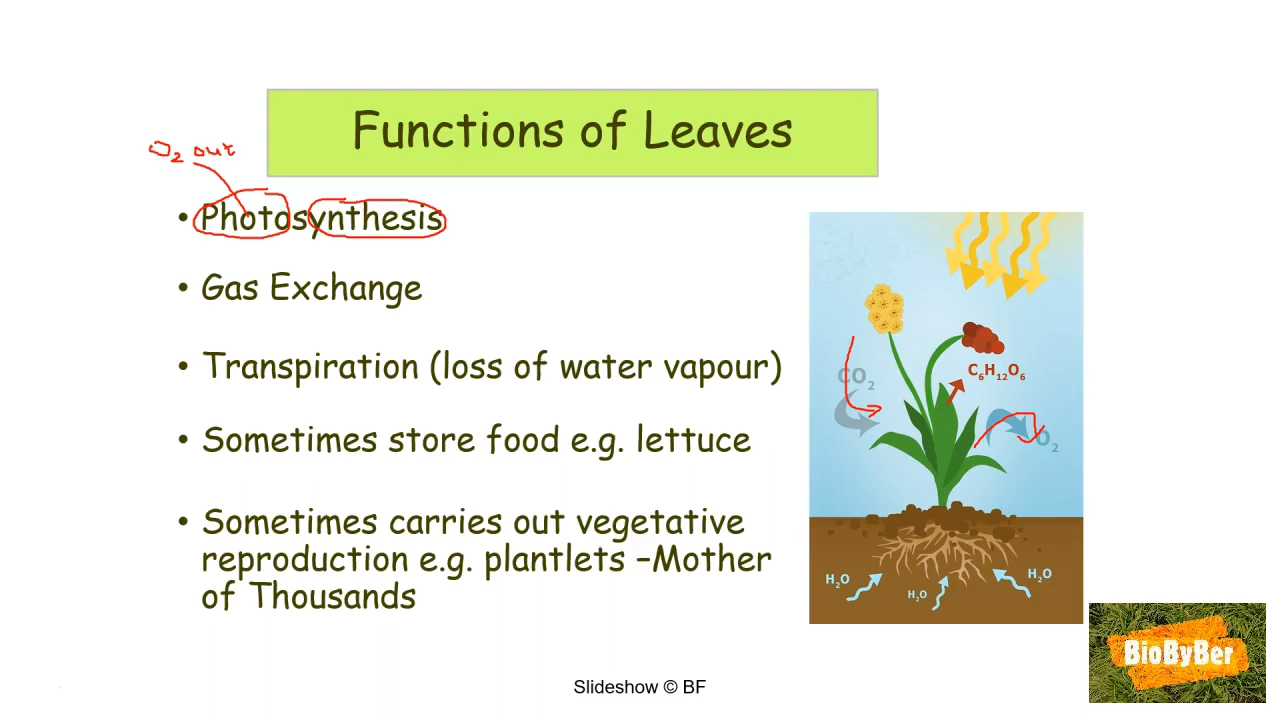 Functions of Leaves
O₂ out
• Photosynthesis
• Gas Exchange
• Transpiration (loss of water vapour)
• Sometimes store food e.g. lettuce
• Sometimes carries out vegetative
reproduction e.g. plantlets –Mother
of Thousands
CO₂
C₆H₁₂O₆
O₂
H₂O
H₂O
H₂O
BioByBer
Slideshow © BF